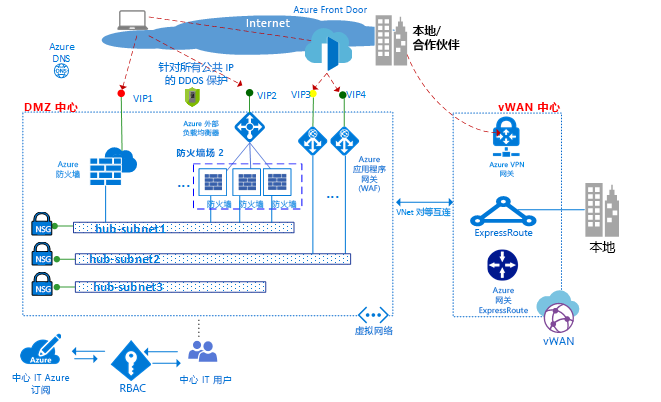 Internet
Azure Front Door
本地/
合作伙伴
Azure
DNS
DNS
针对所有公共 IP
的 DDOS 保护
VIP1
VIP2
VIP3
VIP4
DMZ 中心
vWAN 中心
Azure 外部
负载均衡器
Azure
防火墙
防火墙场 2
...
防火墙
防火墙
防火墙
Azure
应用程序
网关
(WAF)
...
Azure VPN
网关
VNet 对等互连
NSG
hub-subnet1
NSG
hub-subnet2
NSG
hub-subnet3
ExpressRoute
本地
Azure
网关
ExpressRoute
虚拟网络
vWAN
Azure
中心 IT Azure
订阅
RBAC
中心 IT 用户